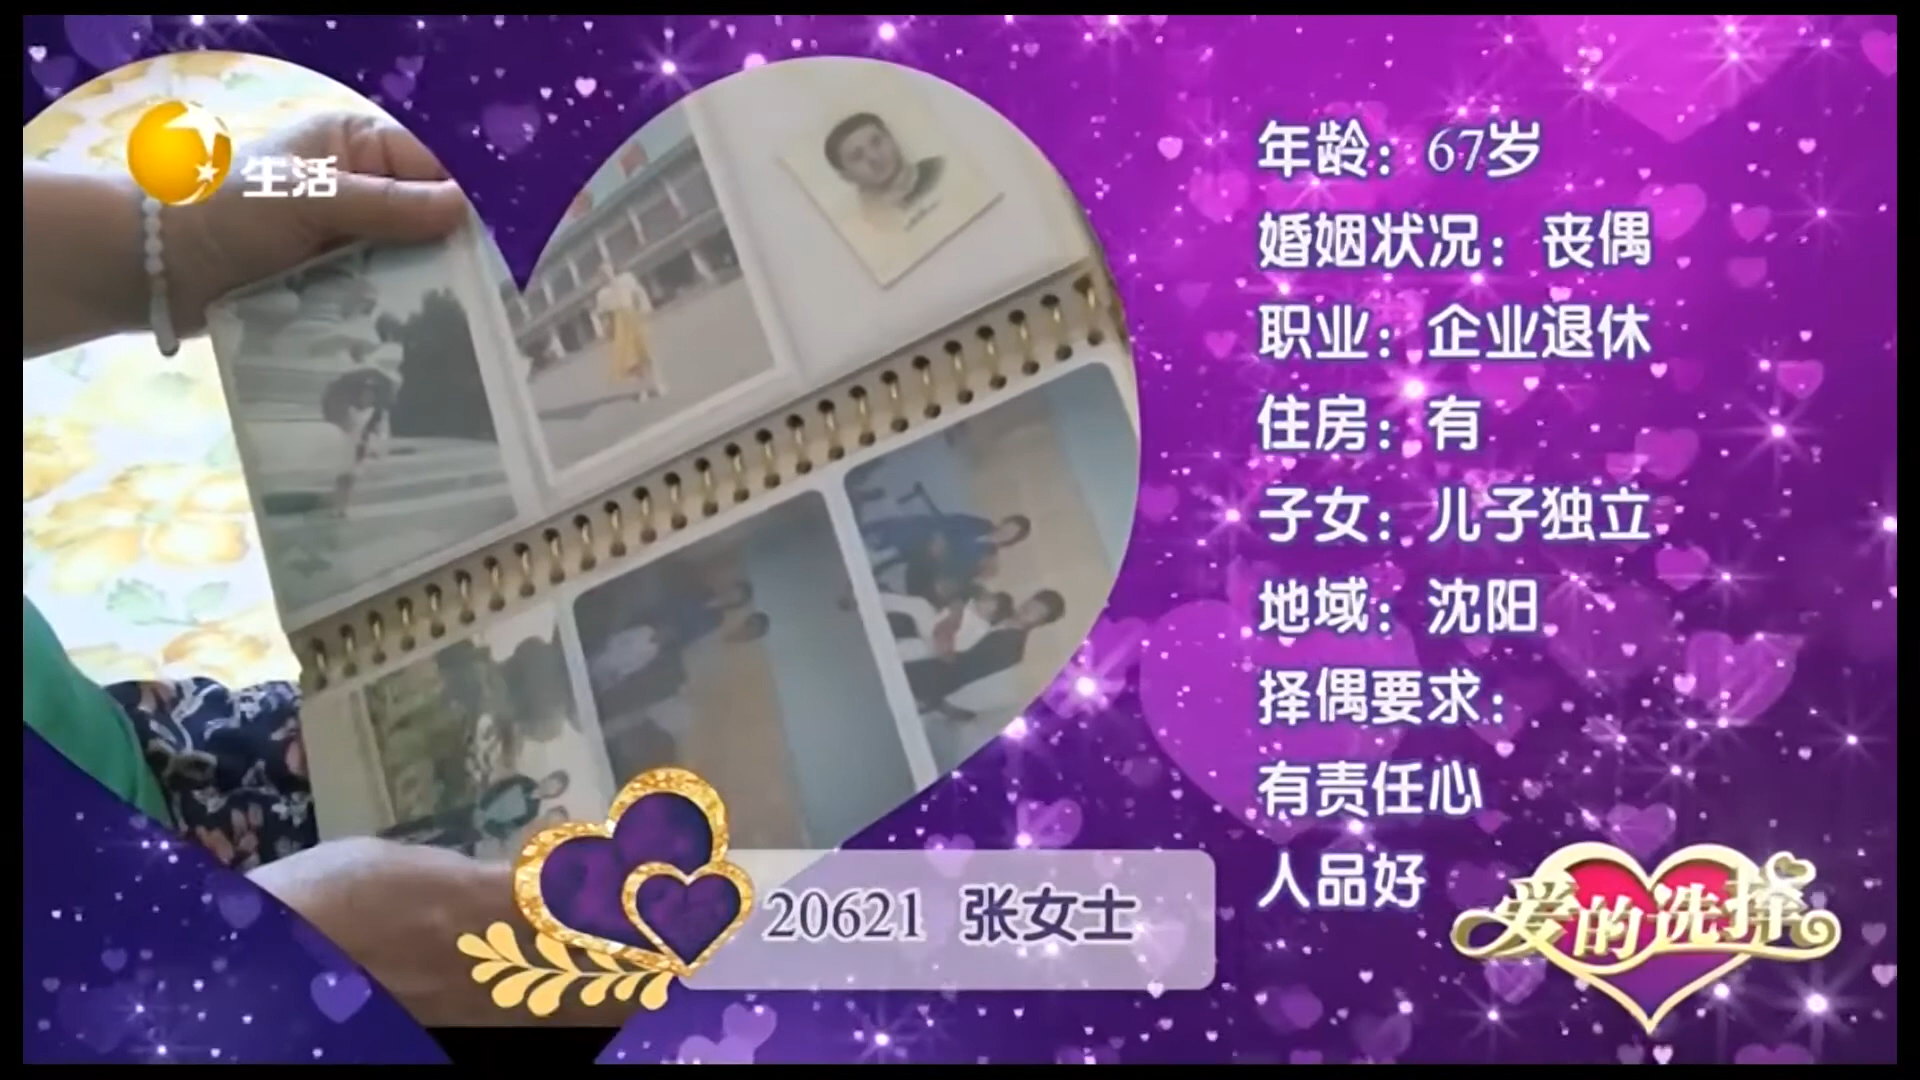 生活
年龄：67岁
婚姻状况：丧偶
职业：企业退休
住房：有
子女：儿子独立
地域：沈阳
择偶要求：
有责任心
人品好
20621 张女士
爱的选择